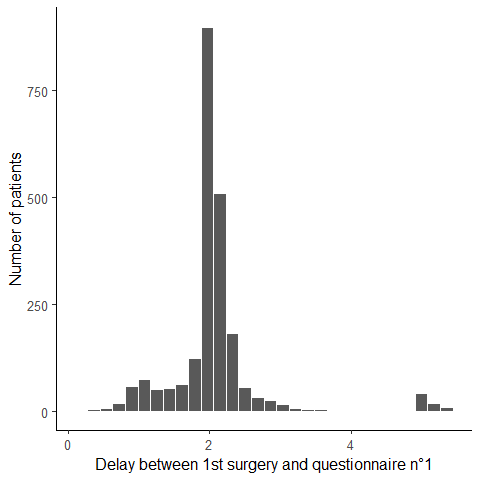 Number of patients
750
500
250
0
0 2 4
Delay between 1st surgery and questionnaire n°1